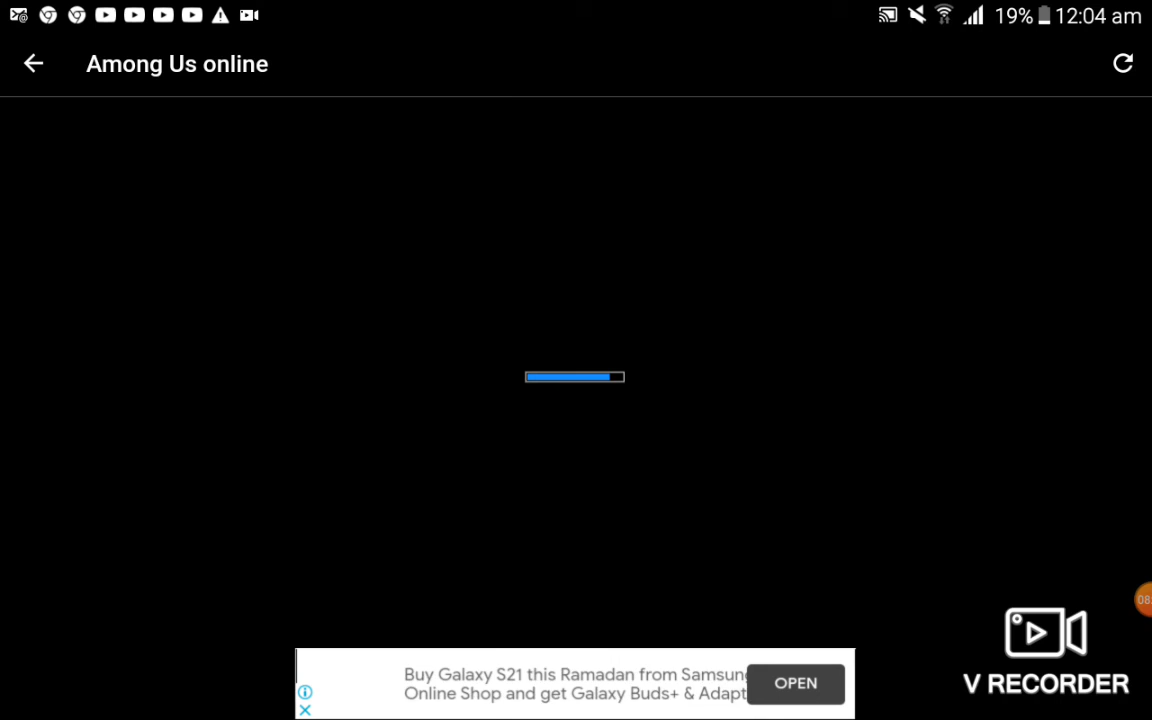 19% 12:04 am
Among Us online
08:
Buy Galaxy S21 this Ramadan from Samsung
Online Shop and get Galaxy Buds+ & Adapt
OPEN
V RECORDER